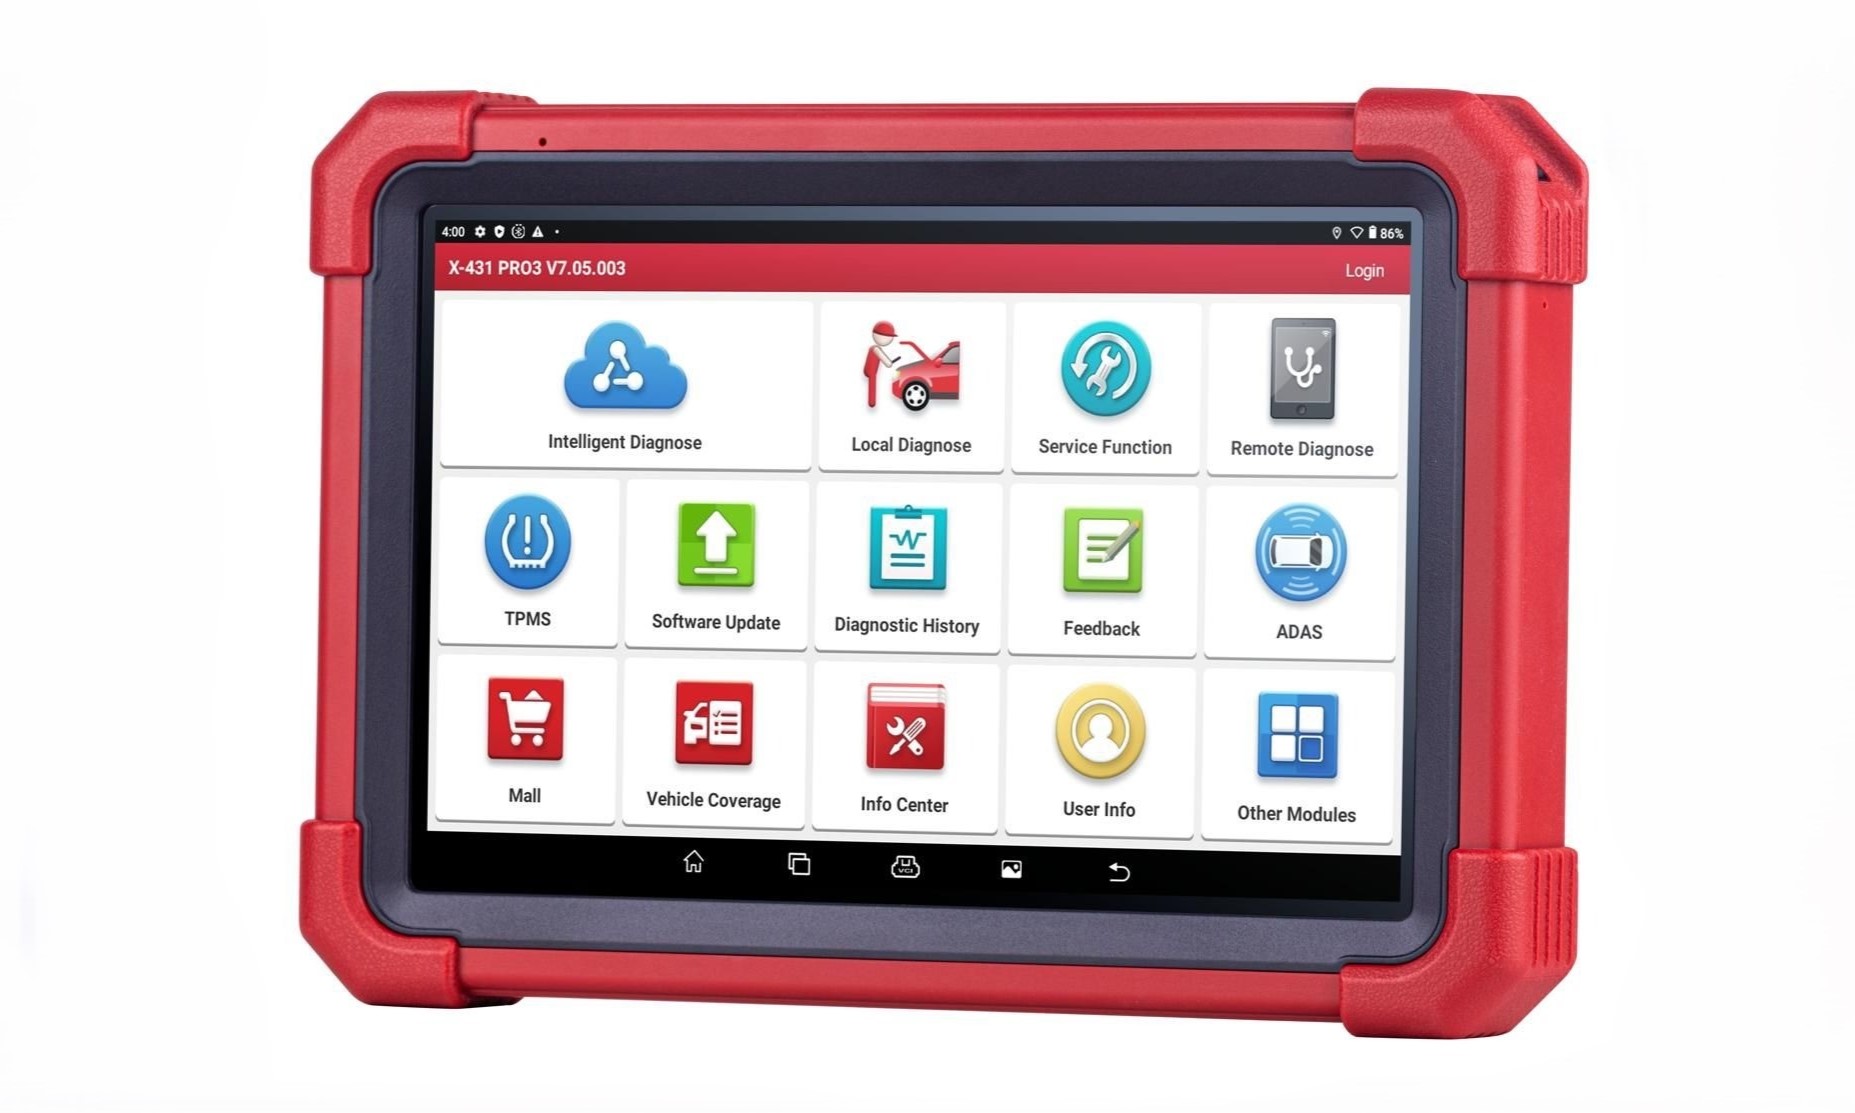 4:00
86%
X-431 PRO3 V7.05.003
Login
Intelligent Diagnose
Local Diagnose
Service Function
Remote Diagnose
TPMS
Software Update
Diagnostic History
Feedback
ADAS
Mall
Vehicle Coverage
Info Center
User Info
Other Modules
VCI